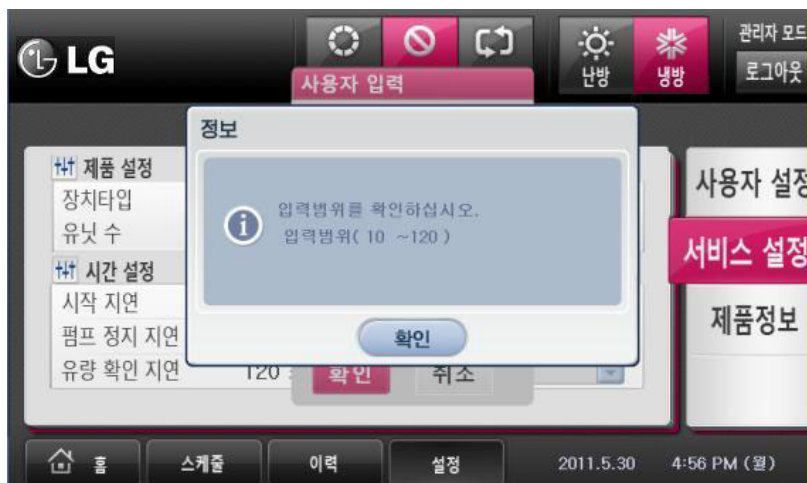 LG
사용자 입력
난방
냉방
관리자 모드
로그아웃
정보
입력범위를 확인하십시오.
입력범위( 10 ~120 )
확인
제품 설정
장치타입
유닛 수
시간 설정
시작 지연
펌프 정지 지연
유량 확인 지연 120
확인 취소
사용자 설정
서비스 설정
제품정보
홈
스케줄
이력
설정
2011.5.30 4:56 PM (월)